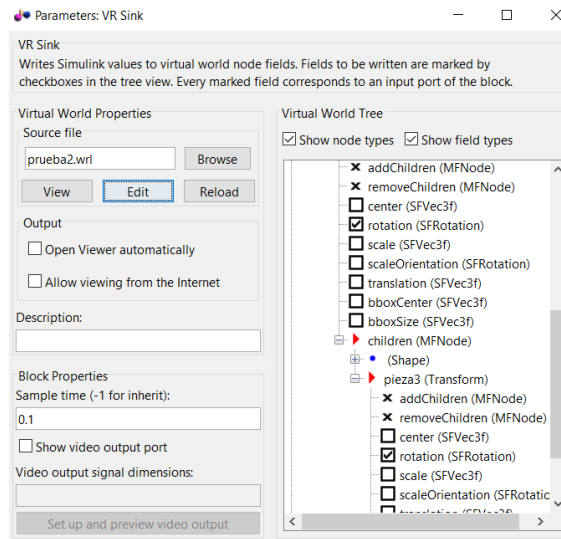 Parameters: VR Sink
VR Sink
Writes Simulink values to virtual world node fields. Fields to be written are marked by
checkboxes in the tree view. Every marked field corresponds to an input port of the block.
Virtual World Properties
Source file
prueba2.wrl
Browse
View
Edit
Reload
Output
Open Viewer automatically
Allow viewing from the Internet
Description:
Block Properties
Sample time (-1 for inherit):
0.1
Show video output port
Video output signal dimensions:
Set up and preview video output
Virtual World Tree
Show node types
Show field types
addChildren (MFNode)
removeChildren (MFNode)
center (SFVec3f)
rotation (SFRotation)
scale (SFVec3f)
scaleOrientation (SFRotation)
translation (SFVec3f)
bboxCenter (SFVec3f)
bboxSize (SFVec3f)
children (MFNode)
(Shape)
pieza3 (Transform)
addChildren (MFNode)
removeChildren (MFNode)
center (SFVec3f)
rotation (SFRotation)
scale (SFVec3f)
scaleOrientation (SFRotatic
translation (SFVec3f)